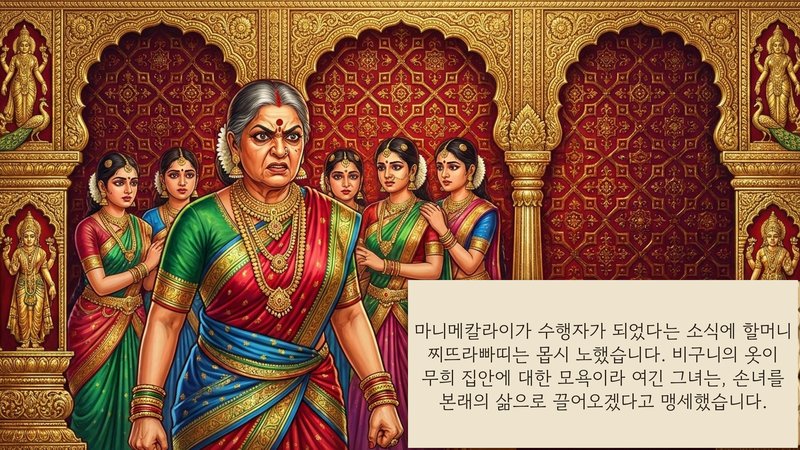 마니메칼라이가 수행자가 되었다는 소식에 할머니
찌뜨라빠띠는 몹시 노했습니다. 비구니의 옷이
무희 집안에 대한 모욕이라 여긴 그녀는, 손녀를
본래의 삶으로 끌어오겠다고 맹세했습니다.